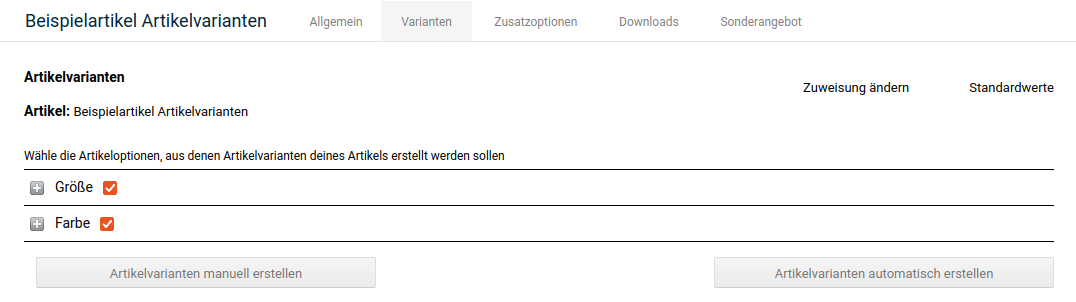 Beispielartikel Artikelvarianten Allgemein Varianten Zusatzoptionen Downloads Sonderangebot
Artikelvarianten
Zuweisung ändern Standardwerte
Artikel: Beispielartikel Artikelvarianten
Wähle die Artikeloptionen, aus denen Artikelvarianten deines Artikels erstellt werden sollen
Größe
Farbe
Artikelvarianten manuell erstellen Artikelvarianten automatisch erstellen